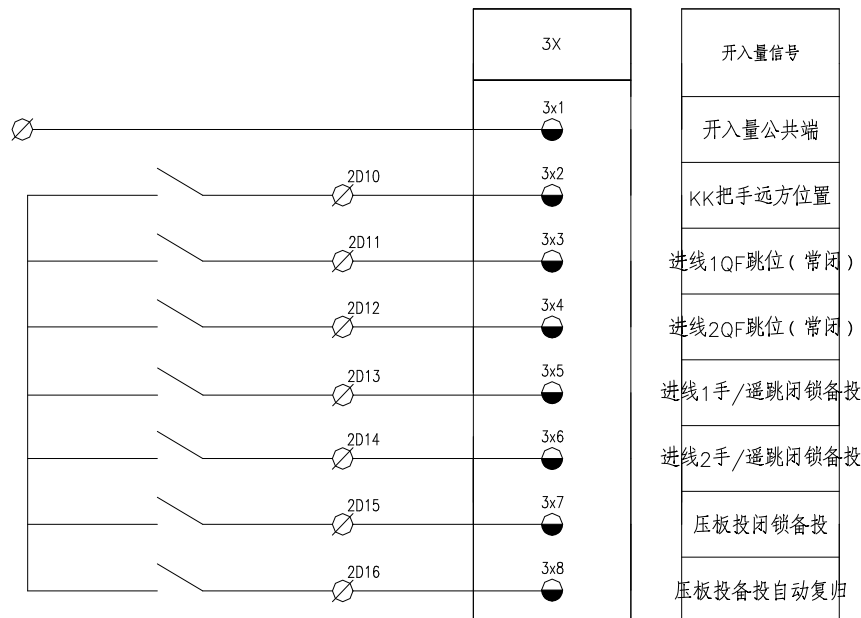 3X
开入量信号
3x1
开入量公共端
2D10
3x2
KK把手远方位置
2D11
3x3
进线1QF跳位(常闭)
2D12
3x4
进线2QF跳位(常闭)
2D13
3x5
进线1手/遥跳闭锁备投
2D14
3x6
进线2手/遥跳闭锁备投
2D15
3x7
压板投闭锁备投
2D16
3x8
压板投备投自动复归